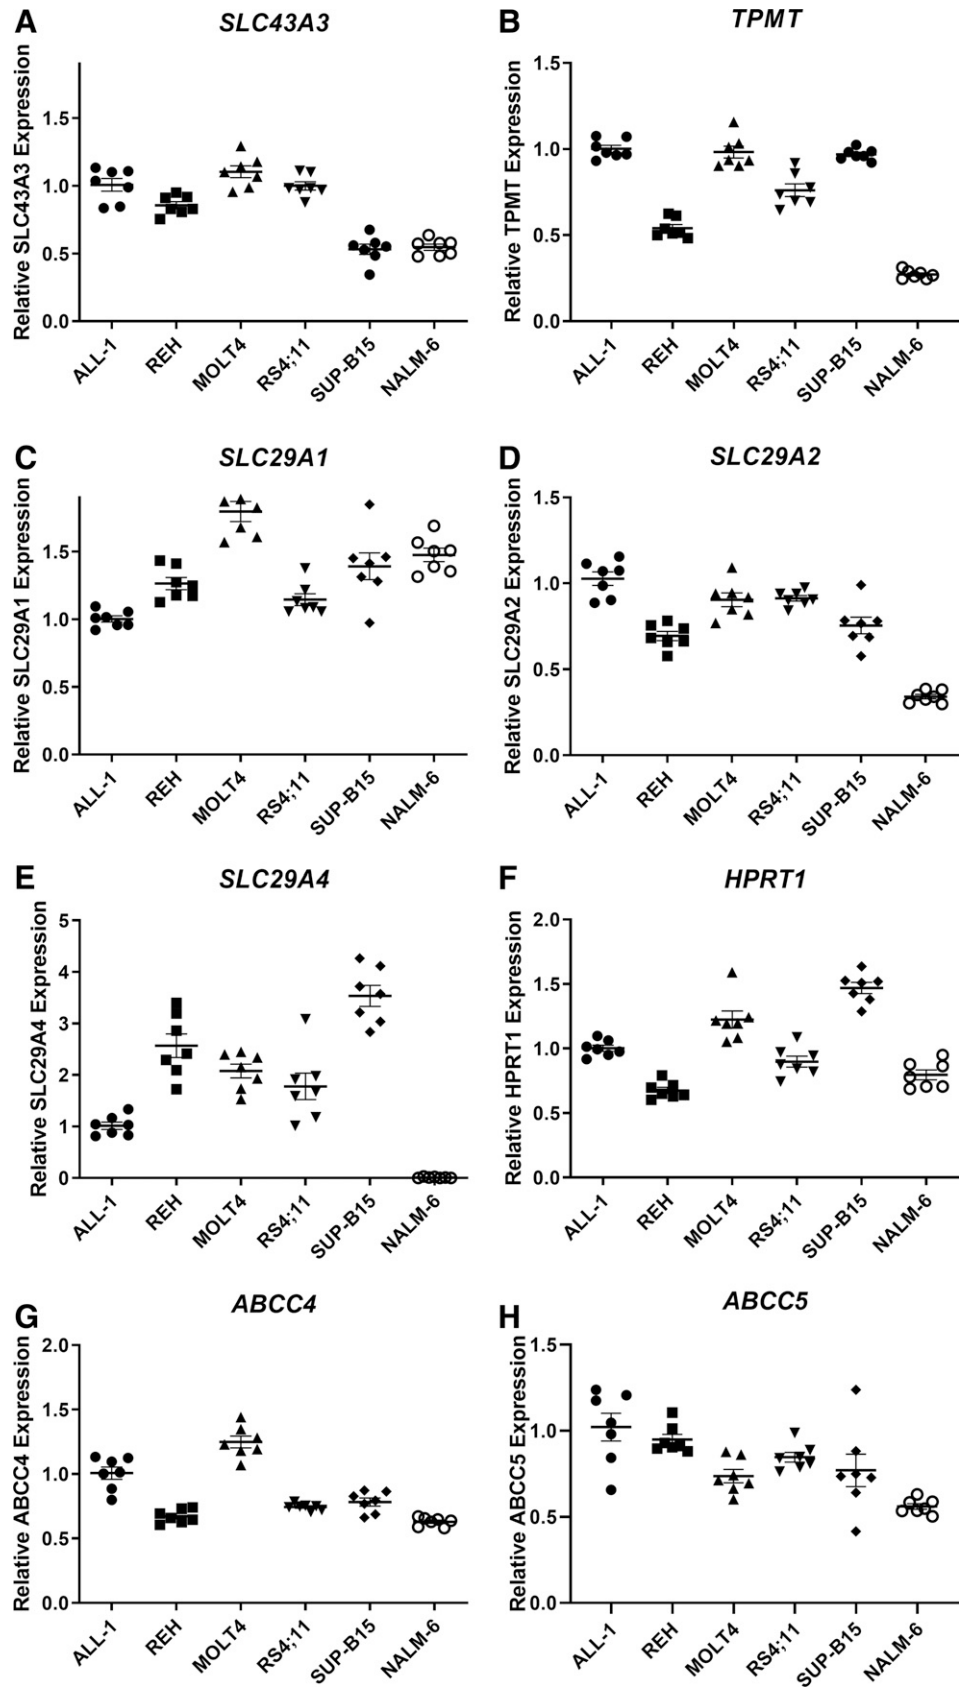 A
SLC43A3
Relative SLC43A3 Expression
1.5
1.0
0.5
0.0
ALL-1
REH
MOLT4
RS4;11
SUP-B15
NALM-6
B
TPMT
Relative TPMT Expression
1.5
1.0
0.5
0.0
ALL-1
REH
MOLT4
RS4;11
SUP-B15
NALM-6
C
SLC29A1
Relative SLC29A1 Expression
1.5
1.0
0.5
0.0
ALL-1
REH
MOLT4
RS4;11
SUP-B15
NALM-6
D
SLC29A2
Relative SLC29A2 Expression
1.5
1.0
0.5
0.0
ALL-1
REH
MOLT4
RS4;11
SUP-B15
NALM-6
E
SLC29A4
Relative SLC29A4 Expression
5
4
3
2
1
0
ALL-1
REH
MOLT4
RS4;11
SUP-B15
NALM-6
F
HPRT1
Relative HPRT1 Expression
2.0
1.5
1.0
0.5
0.0
ALL-1
REH
MOLT4
RS4;11
SUP-B15
NALM-6
G
ABCC4
Relative ABCC4 Expression
2.0
1.5
1.0
0.5
0.0
ALL-1
REH
MOLT4
RS4;11
SUP-B15
NALM-6
H
ABCC5
Relative ABCC5 Expression
1.5
1.0
0.5
0.0
ALL-1
REH
MOLT4
RS4;11
SUP-B15
NALM-6